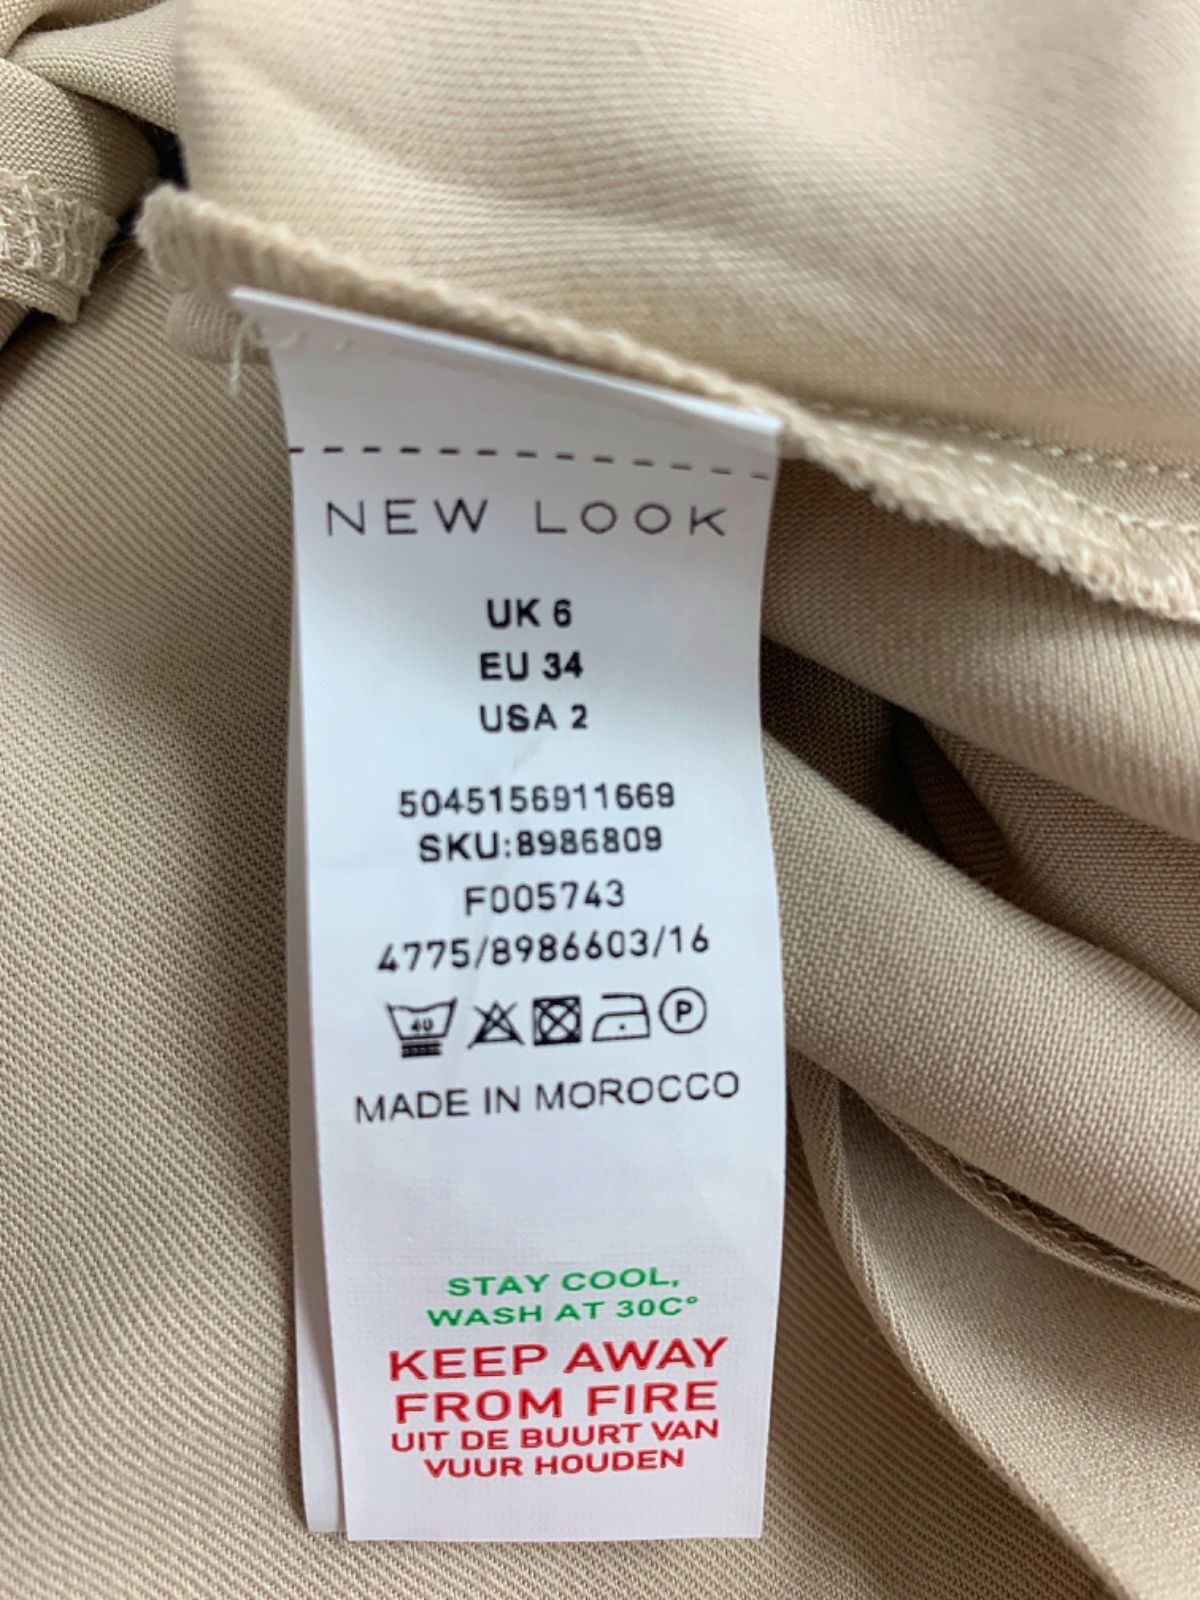 NEW LOOK
UK 6
EU 34
USA 2
5045156911669
SKU:8986809
F005743
4775/8986603/16
40
P
MADE IN MOROCCO
STAY COOL,
WASH AT 30C°
KEEP AWAY
FROM FIRE
UIT DE BUURT VAN
VUUR HOUDEN